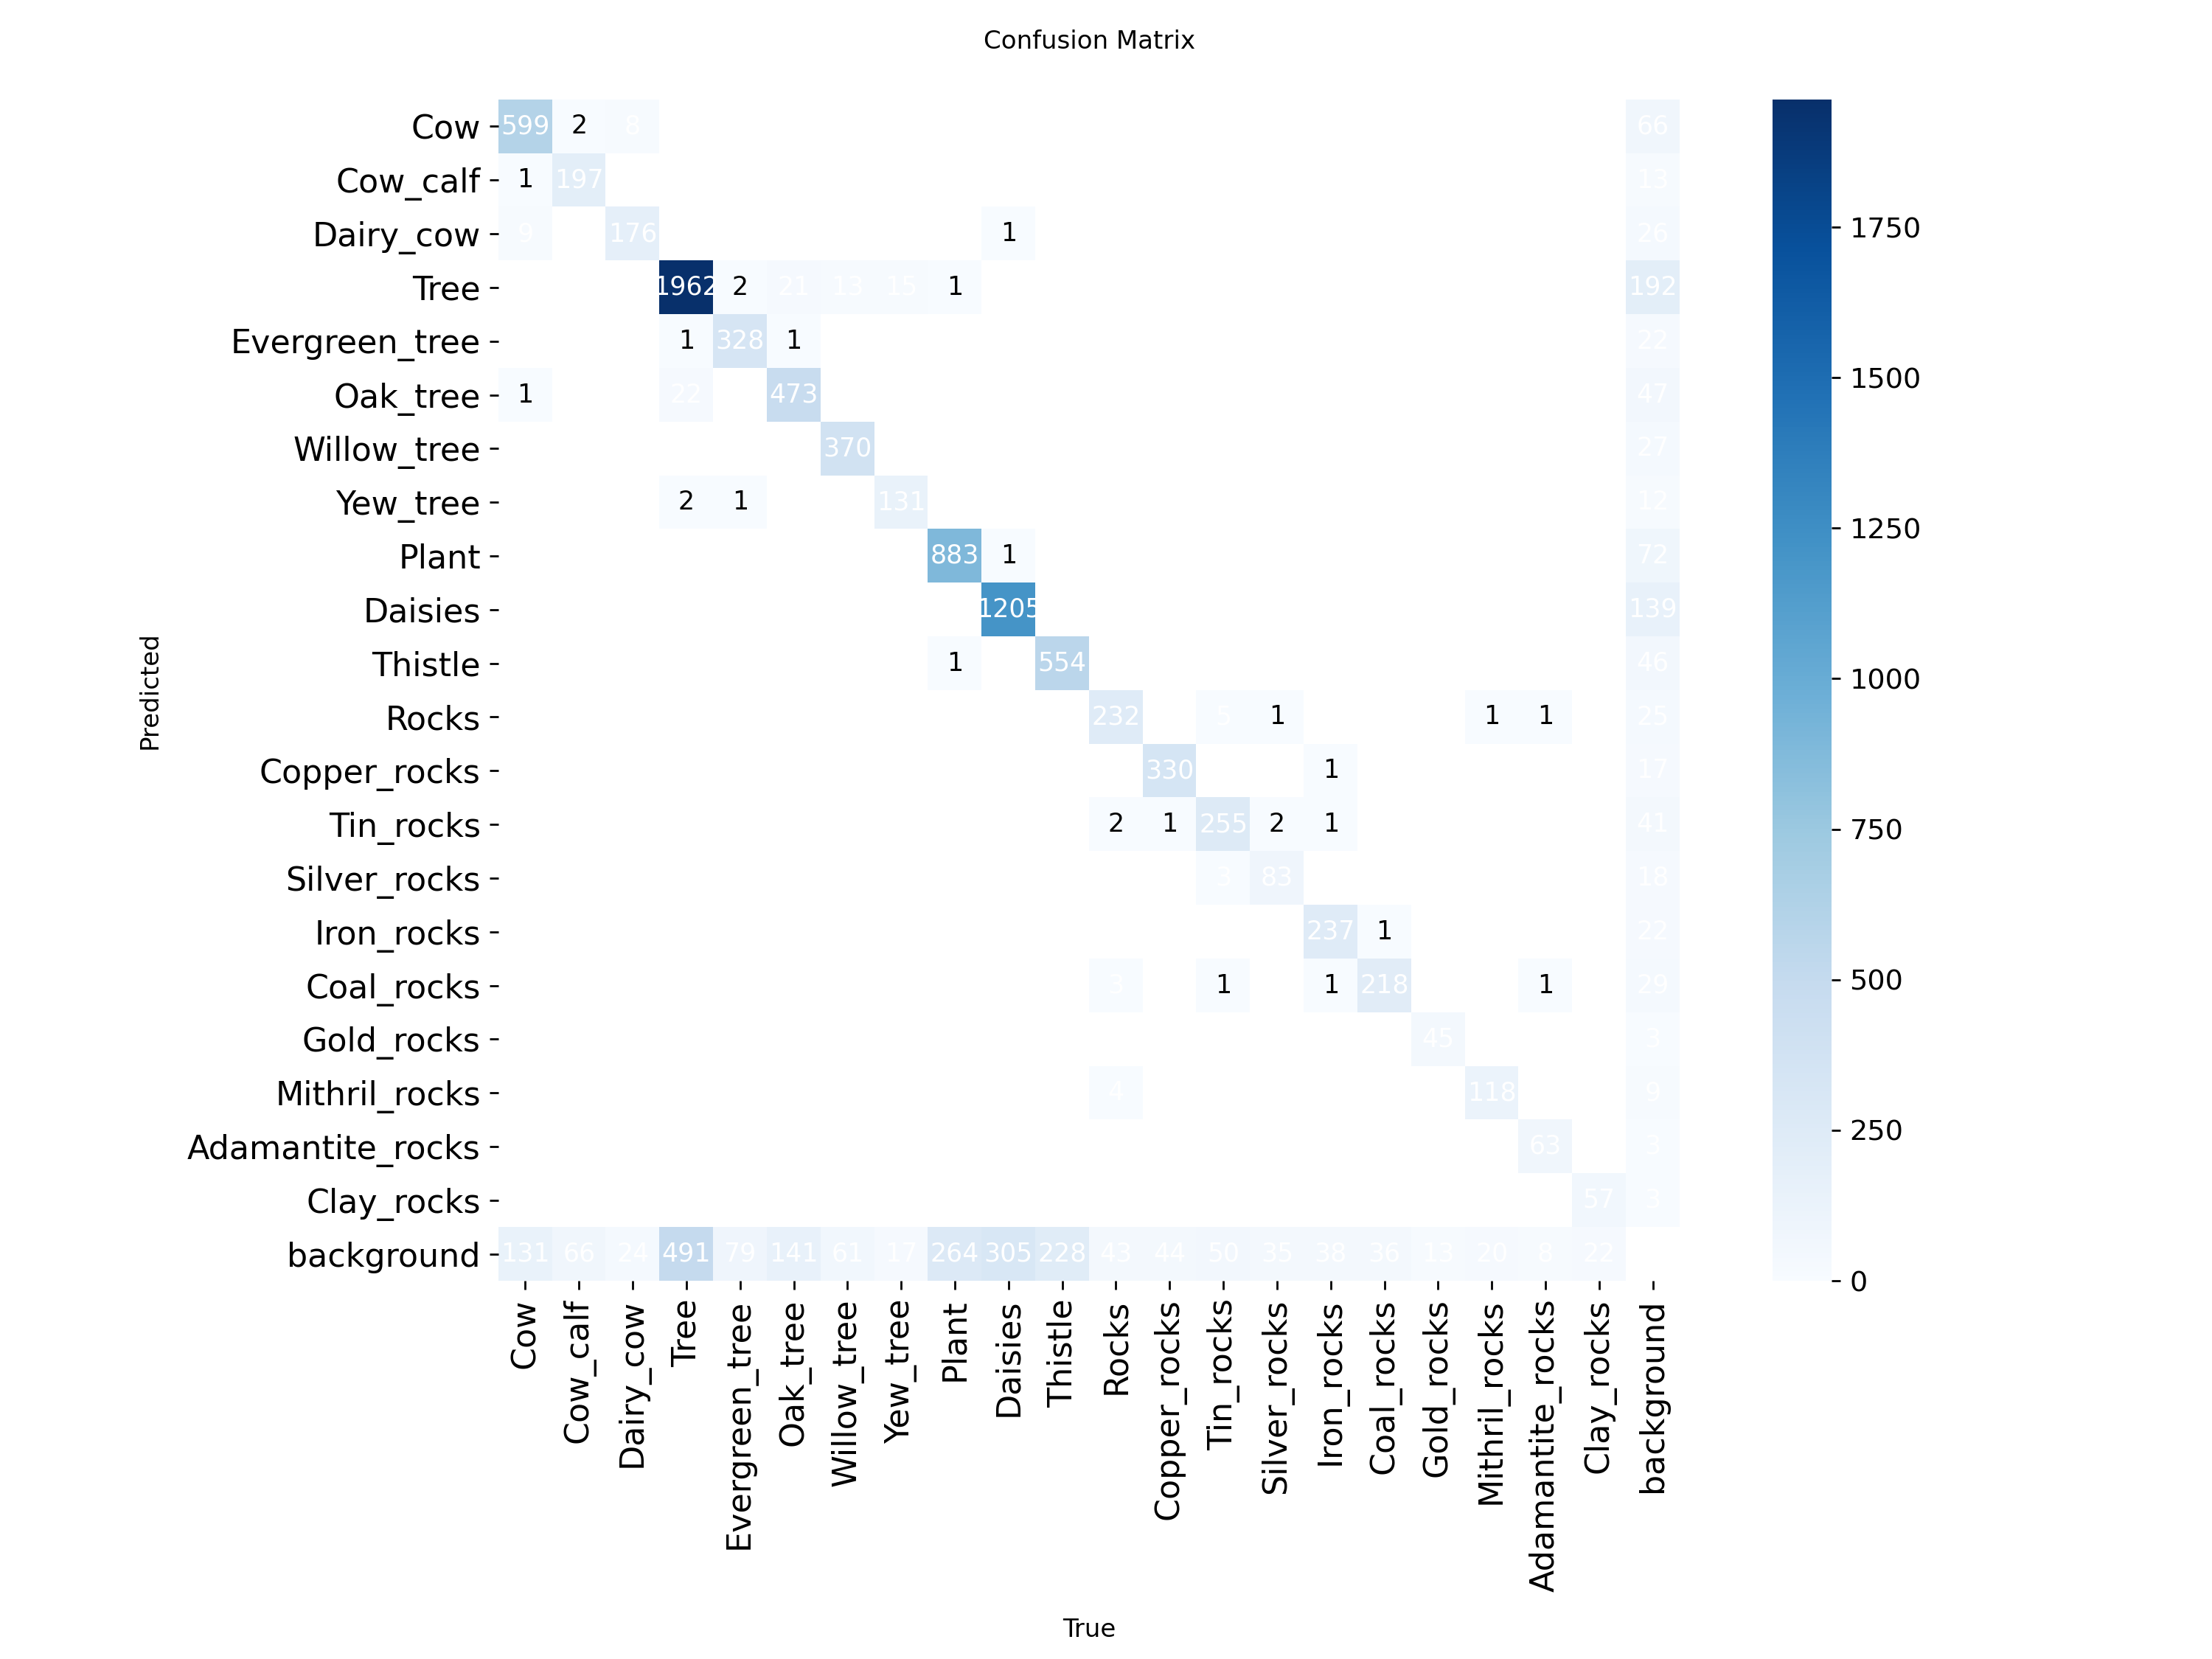 Confusion Matrix
Cow 599 2 8 66
Cow_calf 1 197 13
Dairy_cow 9 176 1 26
Tree 1962 2 21 13 15 1 192
Evergreen_tree 1 328 1 22
Oak_tree 1 22 473 47
Willow_tree 370 27
Yew_tree 2 1 131 12
Plant 883 1 72
Daisies 1205 139
Thistle 1 554 46
Rocks 232 5 1 1 1 25
Copper_rocks 330 1 17
Tin_rocks 2 1 255 2 1 41
Silver_rocks 3 83 18
Iron_rocks 237 1 22
Coal_rocks 3 1 1 218 1 29
Gold_rocks 45 3
Mithril_rocks 4 118 9
Adamantite_rocks 63 3
Clay_rocks 57 3
background 131 66 24 491 79 141 61 17 264 305 228 43 44 50 35 38 36 13 20 8 22
Predicted
Cow
Cow_calf
Dairy_cow
Tree
Evergreen_tree
Oak_tree
Willow_tree
Yew_tree
Plant
Daisies
Thistle
Rocks
Copper_rocks
Tin_rocks
Silver_rocks
Iron_rocks
Coal_rocks
Gold_rocks
Mithril_rocks
Adamantite_rocks
Clay_rocks
background
True
1750
1500
1250
1000
750
500
250
0